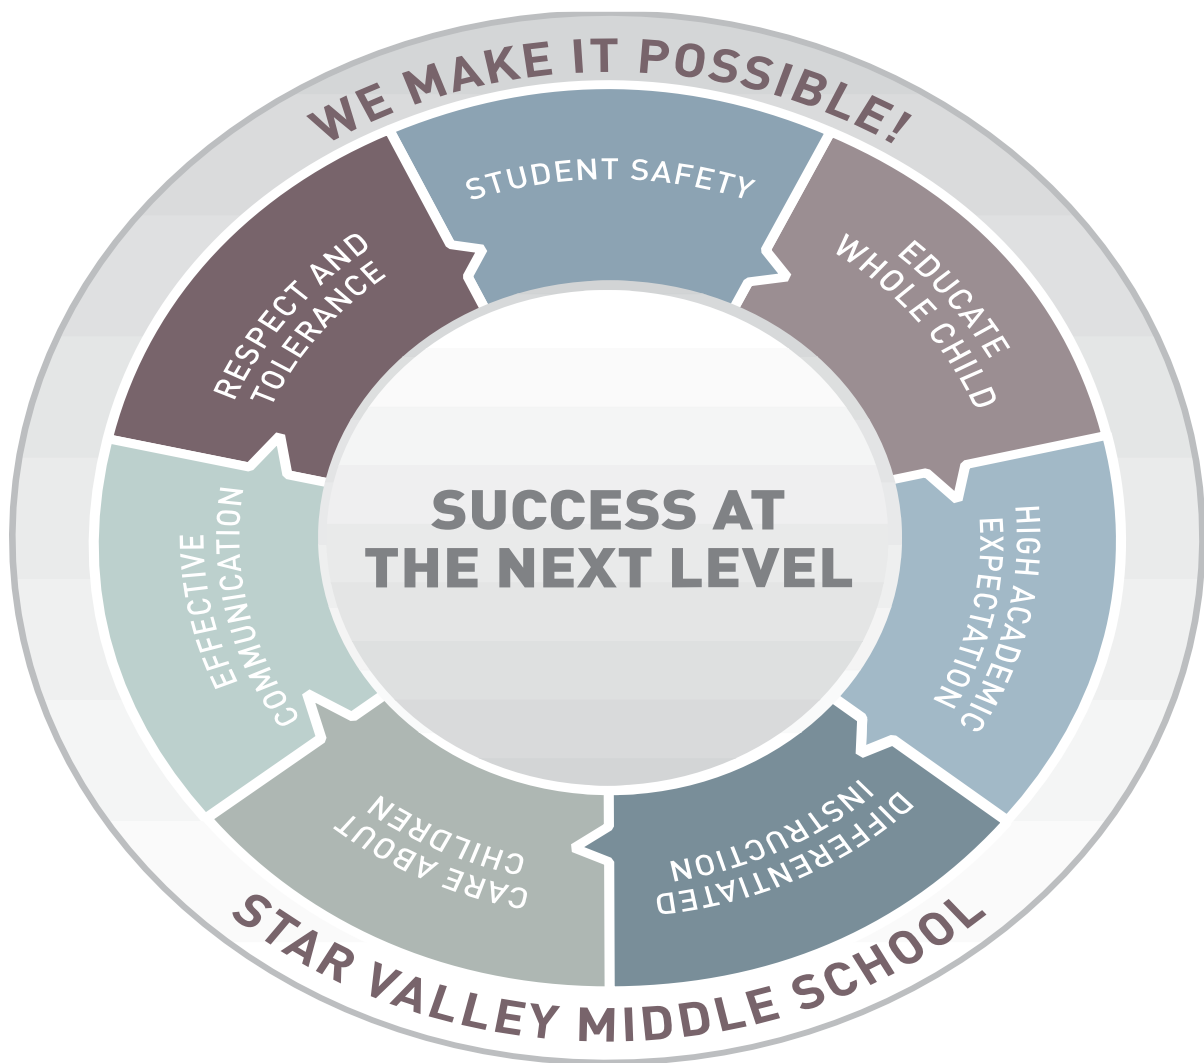 WE MAKE IT POSSIBLE!
STUDENT SAFETY
EDUCATE
WHOLE CHILD
HIGH ACADEMIC
EXPECTATION
DIFFERENTIATED
INSTRUCTION
CARE ABOUT
CHILDREN
EFFECTIVE
COMMUNICATION
RESPECT AND
TOLERANCE
SUCCESS AT
THE NEXT LEVEL
STAR VALLEY MIDDLE SCHOOL